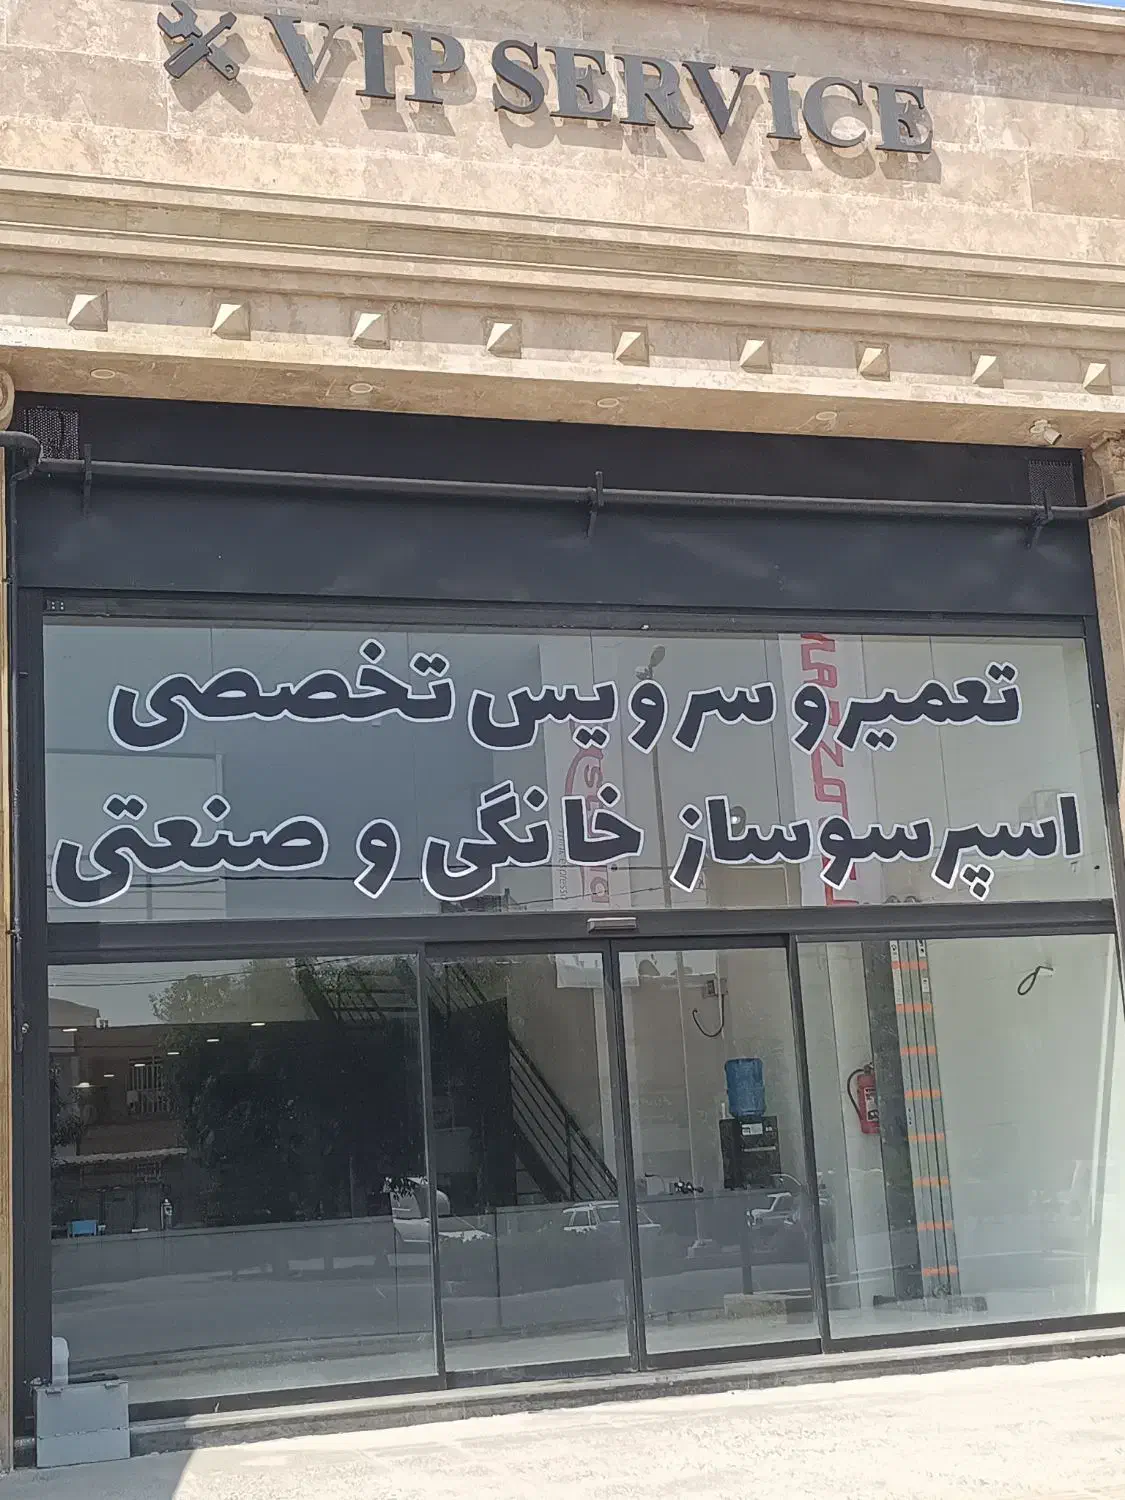 VIP SERVICE
تعمیر و سرویس تخصصی
اسپرسوساز خانگی و صنعتی